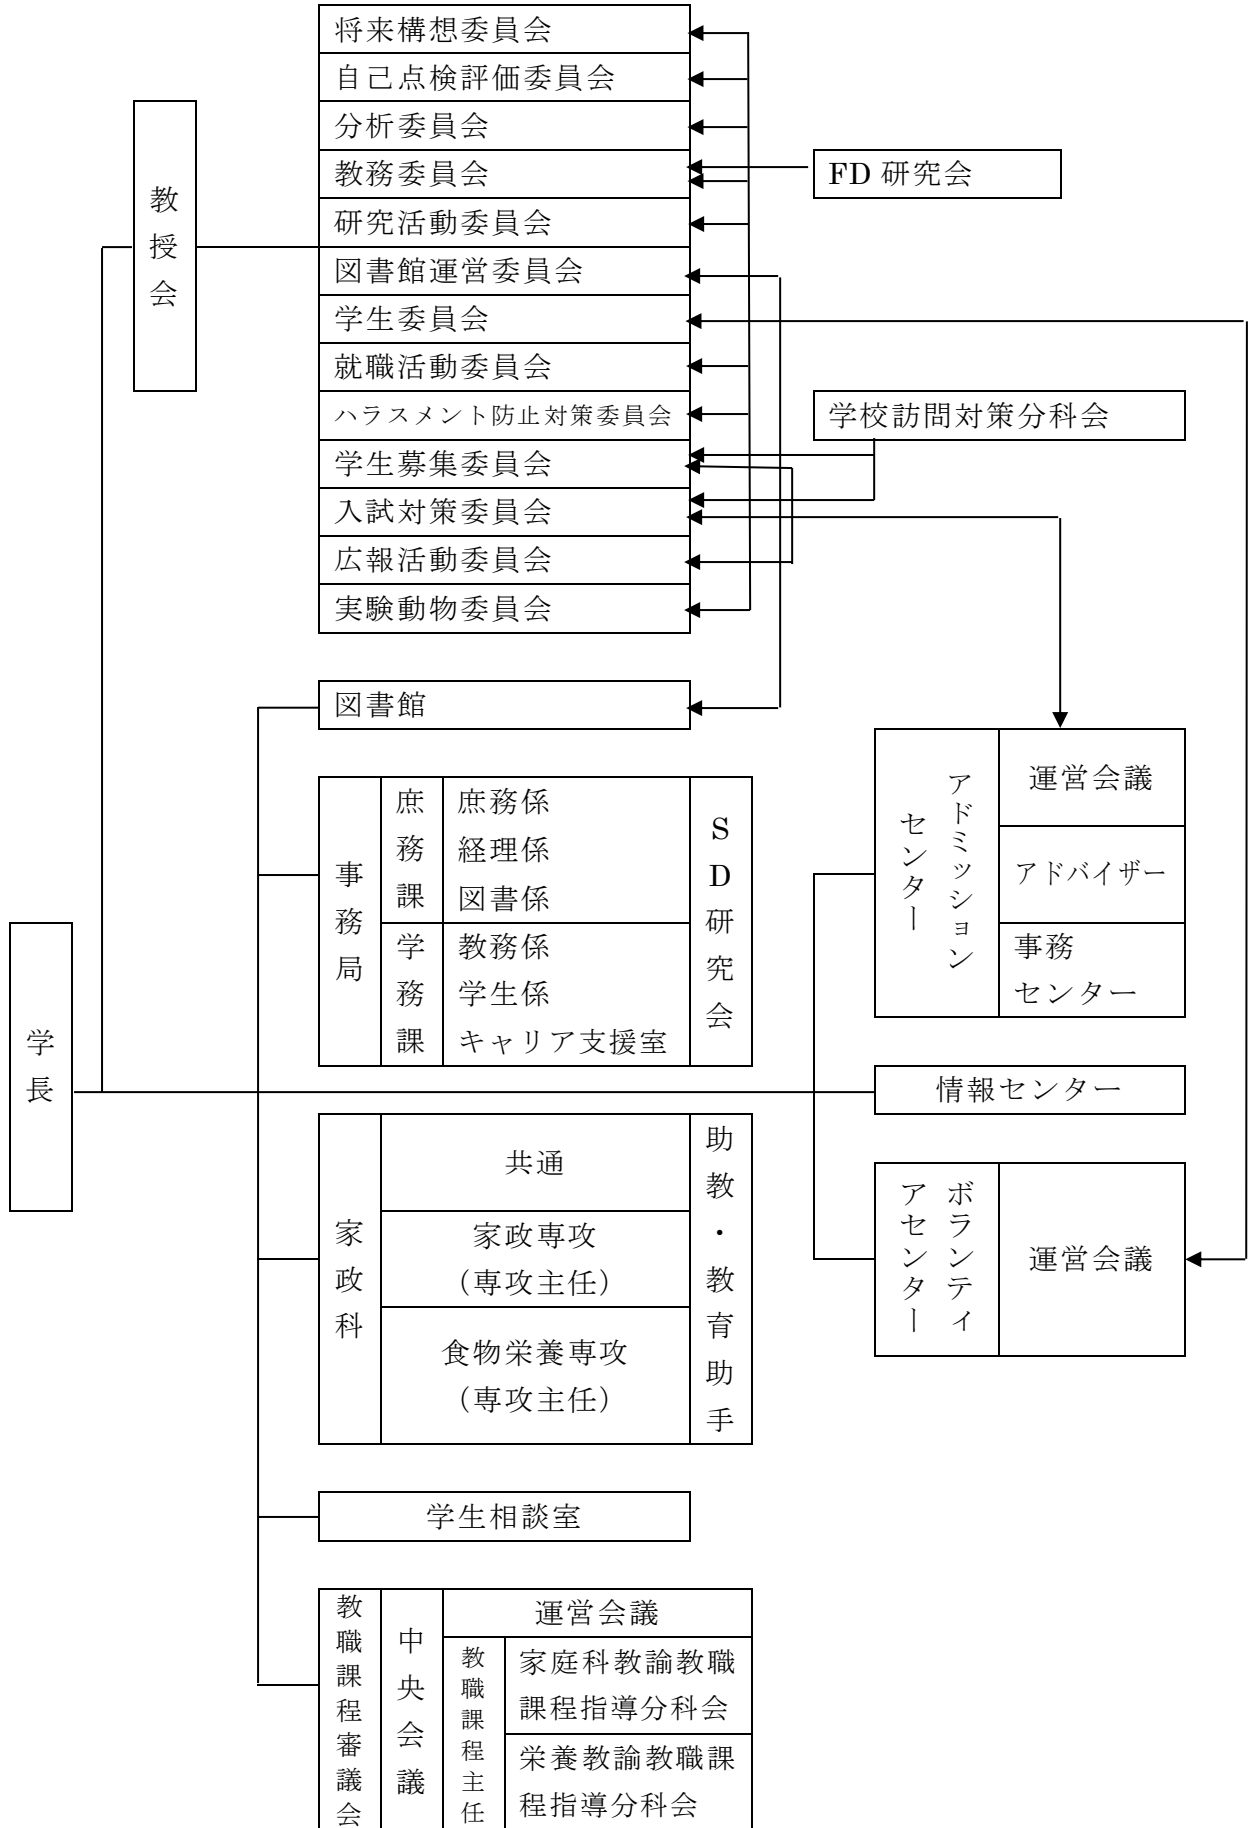 将来構想委員会
自己点検評価委員会
分析委員会
教務委員会
研究活動委員会
図書館運営委員会
学生委員会
就職活動委員会
ハラスメント防止対策委員会
学生募集委員会
入試対策委員会
広報活動委員会
実験動物委員会
教授会
FD 研究会
学校訪問対策分科会
図書館
学長
事務局
庶務課
庶務係
経理係
図書係
学務課
教務係
学生係
キャリア支援室
SD研究会
アドミッション
センター
運営会議
アドバイザー
事務
センター
情報センター
ボランティ
アセンター
運営会議
家政科
共通
家政専攻
（専攻主任）
食物栄養専攻
（専攻主任）
助教・教育助手
学生相談室
教職課程審議会
中央会議
運営会議
教職課程主任
家庭科教諭教職
課程指導分科会
栄養教諭教職課
程指導分科会